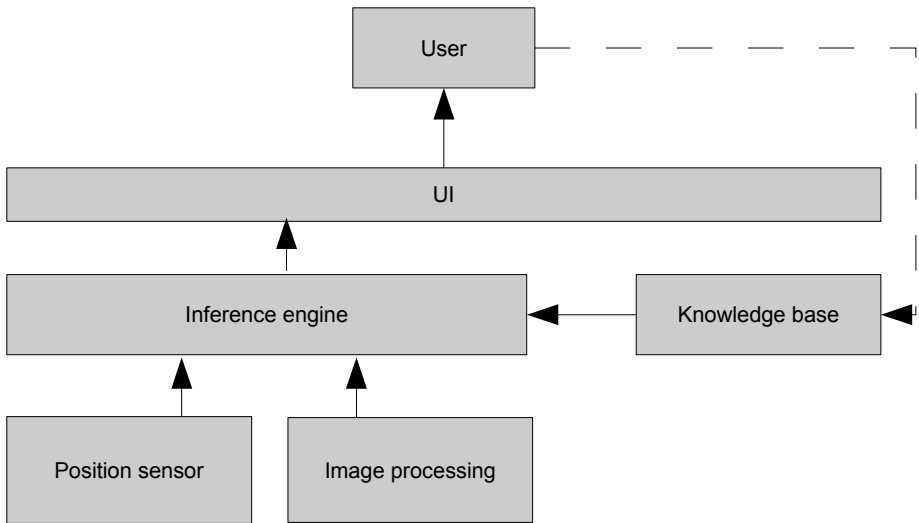 User
UI
Inference engine
Knowledge base
Position sensor
Image processing